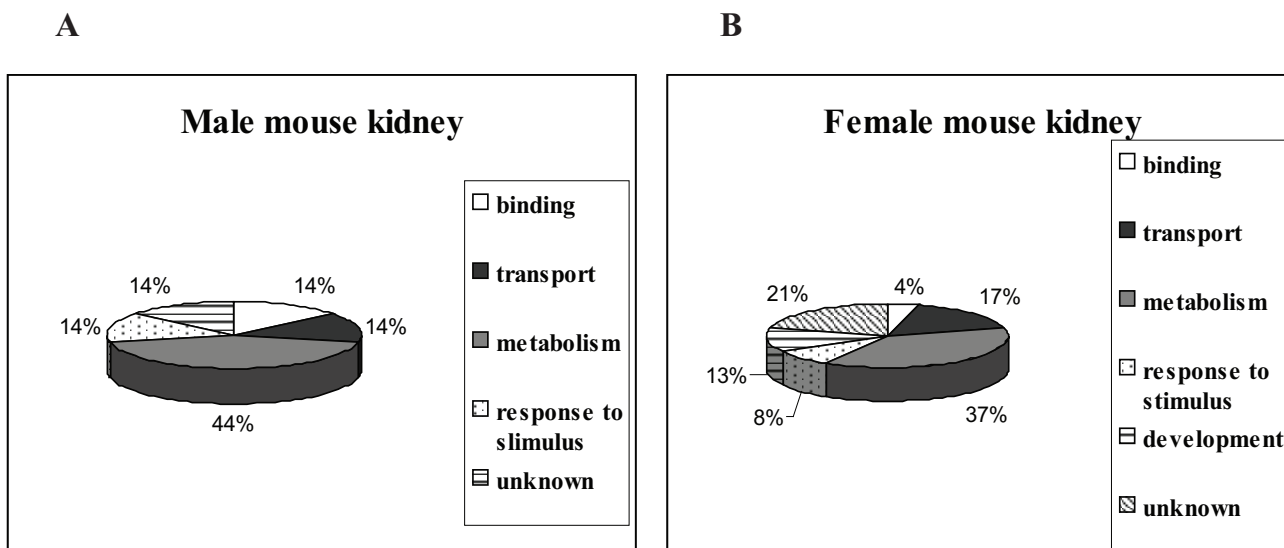 A
Male mouse kidney
binding
transport
metabolism
response to
slimulus
unknown
14%
14%
14%
14%
44%
B
Female mouse kidney
binding
transport
metabolism
response to
stimulus
development
unknown
21%
4%
17%
13%
8%
37%